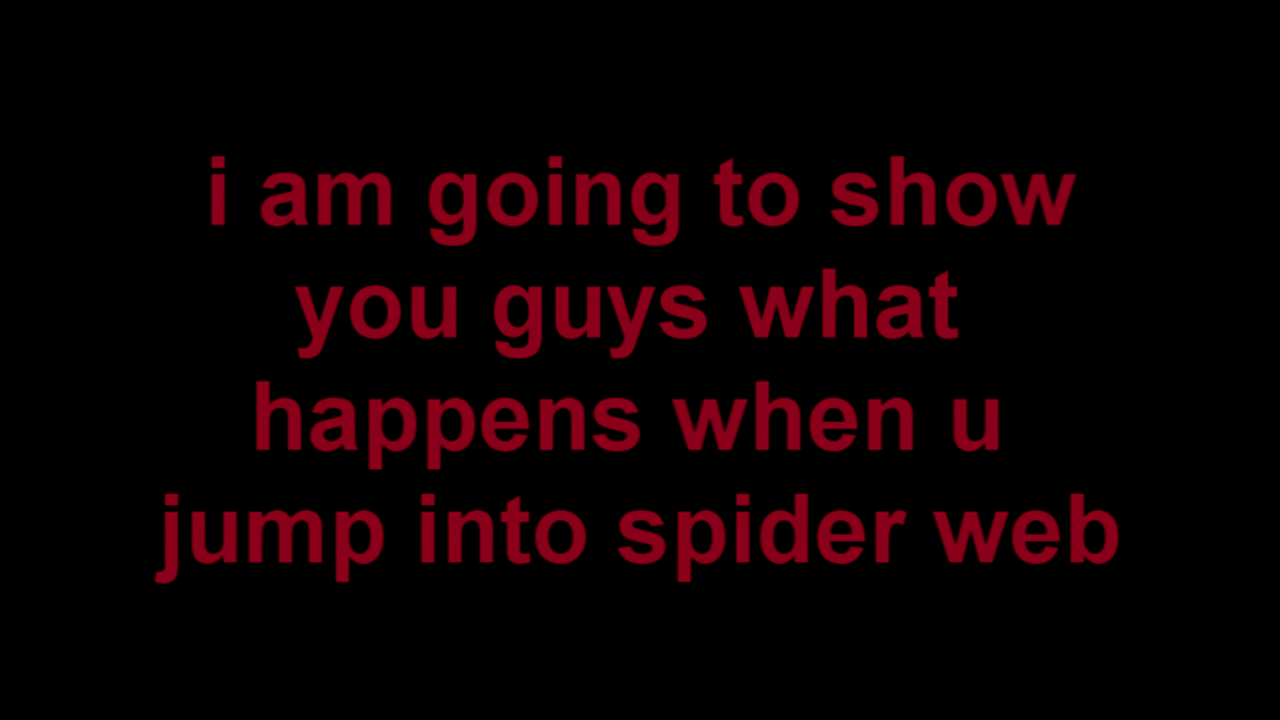 i am going to show
you guys what
happens when u
jump into spider web